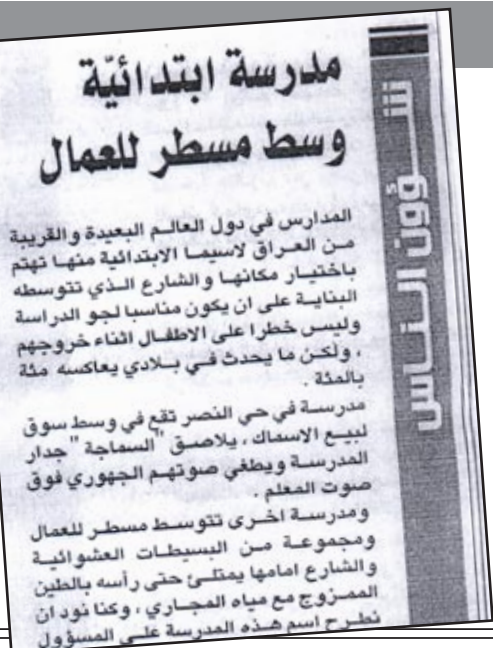 شؤون الناس
مدرسة ابتدائية
وسط مسطر للعمال
المدارس في دول العالم البعيدة والقريبة
من العراق لاسيما الابتدائية منها تهتم
باختيار مكانها والشارع الذي تتوسطه
البناية على ان يكون مناسبا لجو الدراسة
وليس خطرا على الاطفال اثناء خروجهم
، ولكن ما يحدث في بلادي يعاكسه مئة
بالمئة .
مدرسة في حي النصر تقع في وسط سوق
لبيع الاسماك ، يلاصق "السماجة" جدار
المدرسة ويطغي صوتهم الجهوري فوق
صوت المعلم .
ومدرسة اخرى تتوسط مسطر للعمال
ومجموعة من البسيطات العشوائية
والشارع امامها يمتلئ حتى رأسه بالطين
الممزوج مع مياه المجاري ، وكنا نود ان
نطرح اسم هذه المدرسة على المسؤول